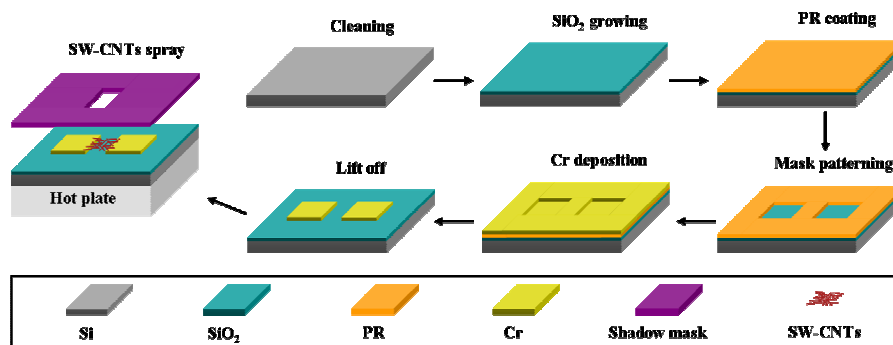 Cleaning
SiO₂ growing
PR coating
Mask patterning
Cr deposition
Lift off
SW-CNTs spray
Hot plate
Si
SiO₂
PR
Cr
Shadow mask
SW-CNTs